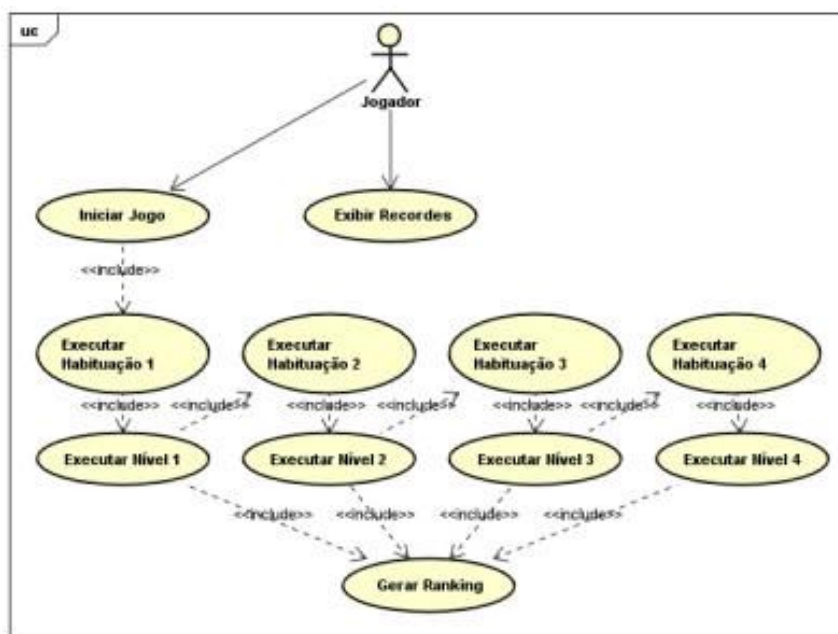 uc
Jogador
Iniciar Jogo
Exibir Recordes
<<include>>
Executar
Habituação 1
Executar
Habituação 2
Executar
Habituação 3
Executar
Habituação 4
<<include>>
<<include>>
<<include>>
<<include>>
<<include>>
<<include>>
<<include>>
Executar Nível 1
Executar Nível 2
Executar Nível 3
Executar Nível 4
<<include>>
<<include>>
<<include>>
<<include>>
Gerar Ranking